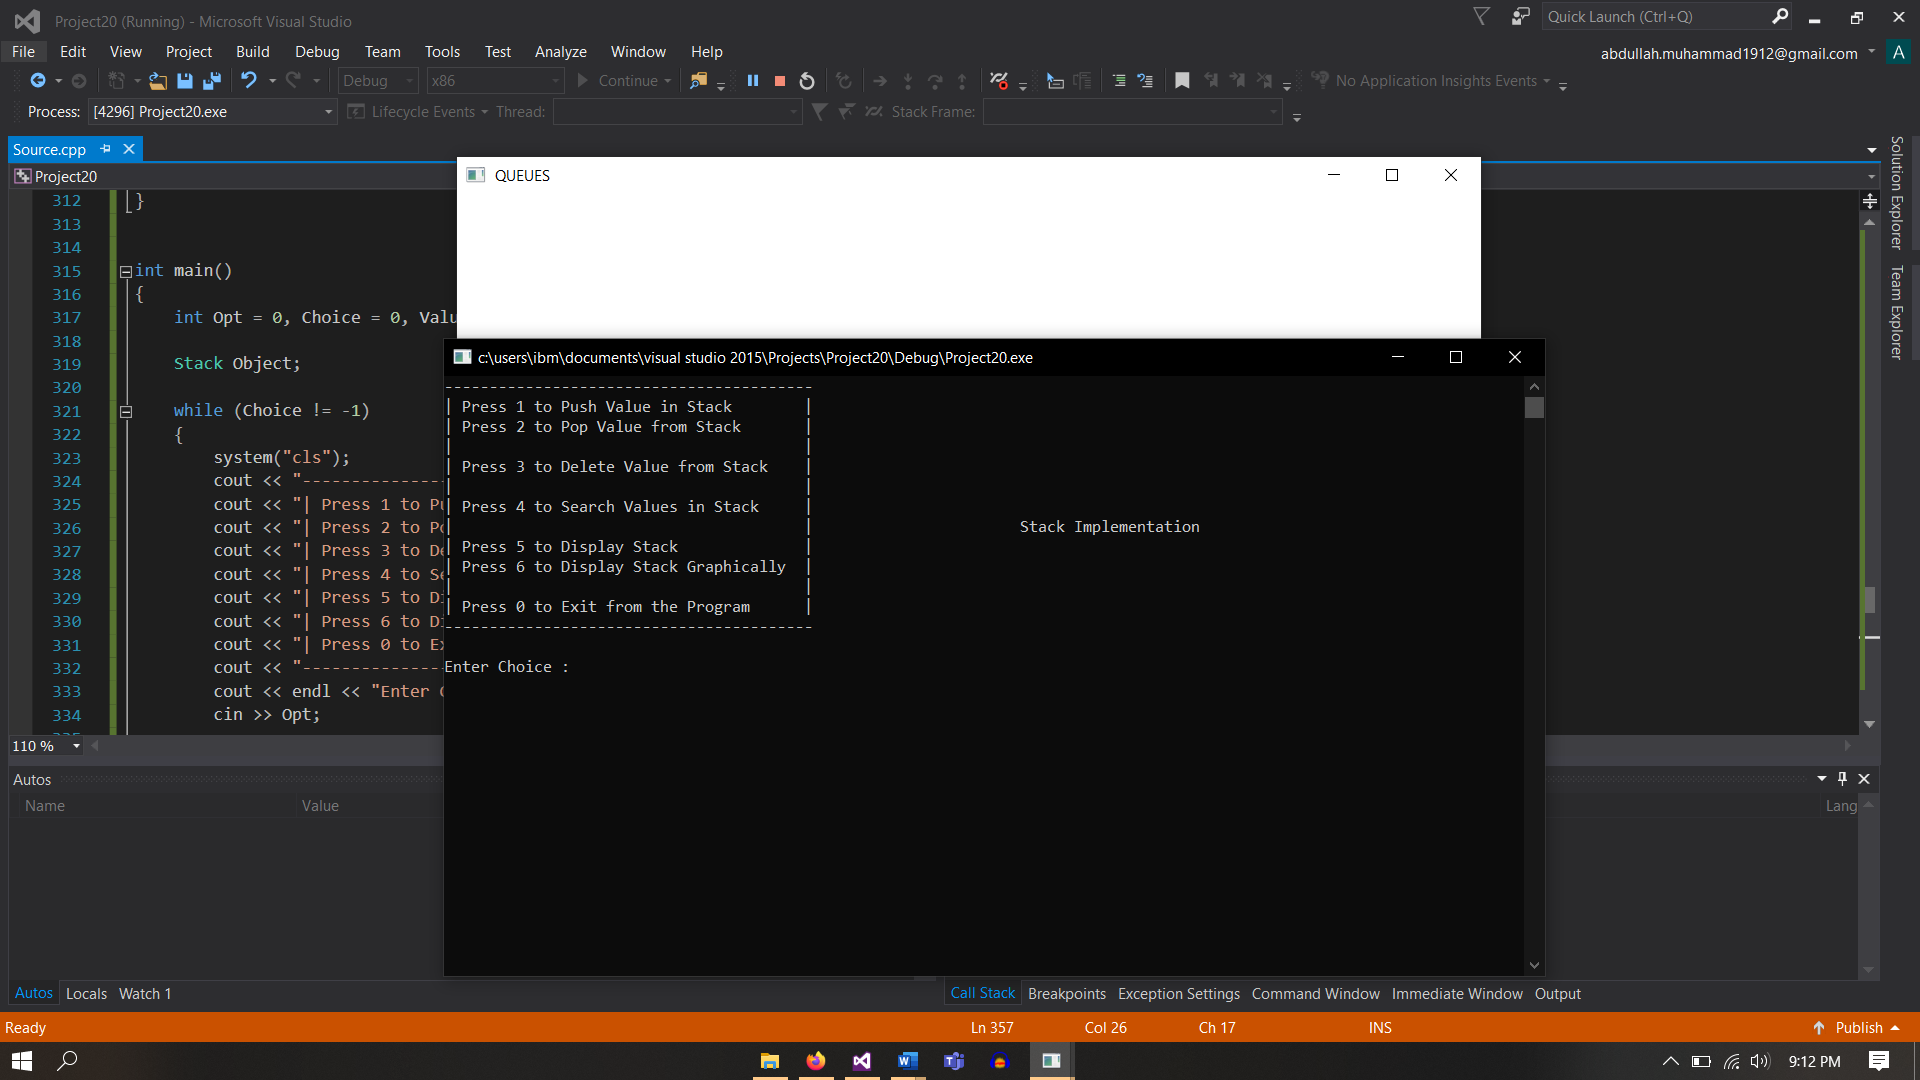 Project20 (Running) - Microsoft Visual Studio
Quick Launch (Ctrl+Q)
File Edit View Project Build Debug Team Tools Test Analyze Window Help
abdullah.muhammad1912@gmail.com A
Debug x86 Continue No Application Insights Events
Process: [4296] Project20.exe Lifecycle Events Thread: Stack Frame:
Source.cpp
Project20
QUEUES
312 }
313
314
315 int main()
316 {
317 int Opt = 0, Choice = 0, Valu
318
319 Stack Object;
320
321 while (Choice != -1)
322 {
323 system("cls");
324 cout << "---------------
325 cout << "| Press 1 to Pu
326 cout << "| Press 2 to Po
327 cout << "| Press 3 to De
328 cout << "| Press 4 to Se
329 cout << "| Press 5 to Di
330 cout << "| Press 6 to Di
331 cout << "| Press 0 to Ex
332 cout << "---------------
333 cout << endl << "Enter C
334 cin >> Opt;
110 %
c:\users\ibm\documents\visual studio 2015\Projects\Project20\Debug\Project20.exe
-----------------------------------------
| Press 1 to Push Value in Stack |
| Press 2 to Pop Value from Stack |
| |
| Press 3 to Delete Value from Stack |
| |
| Press 4 to Search Values in Stack |
| | Stack Implementation
| Press 5 to Display Stack |
| Press 6 to Display Stack Graphically |
| |
| Press 0 to Exit from the Program |
-----------------------------------------
Enter Choice :
Solution Explorer
Team Explorer
Autos
Name Value
Lang
Autos Locals Watch 1
Call Stack Breakpoints Exception Settings Command Window Immediate Window Output
Ready Ln 357 Col 26 Ch 17 INS Publish
9:12 PM